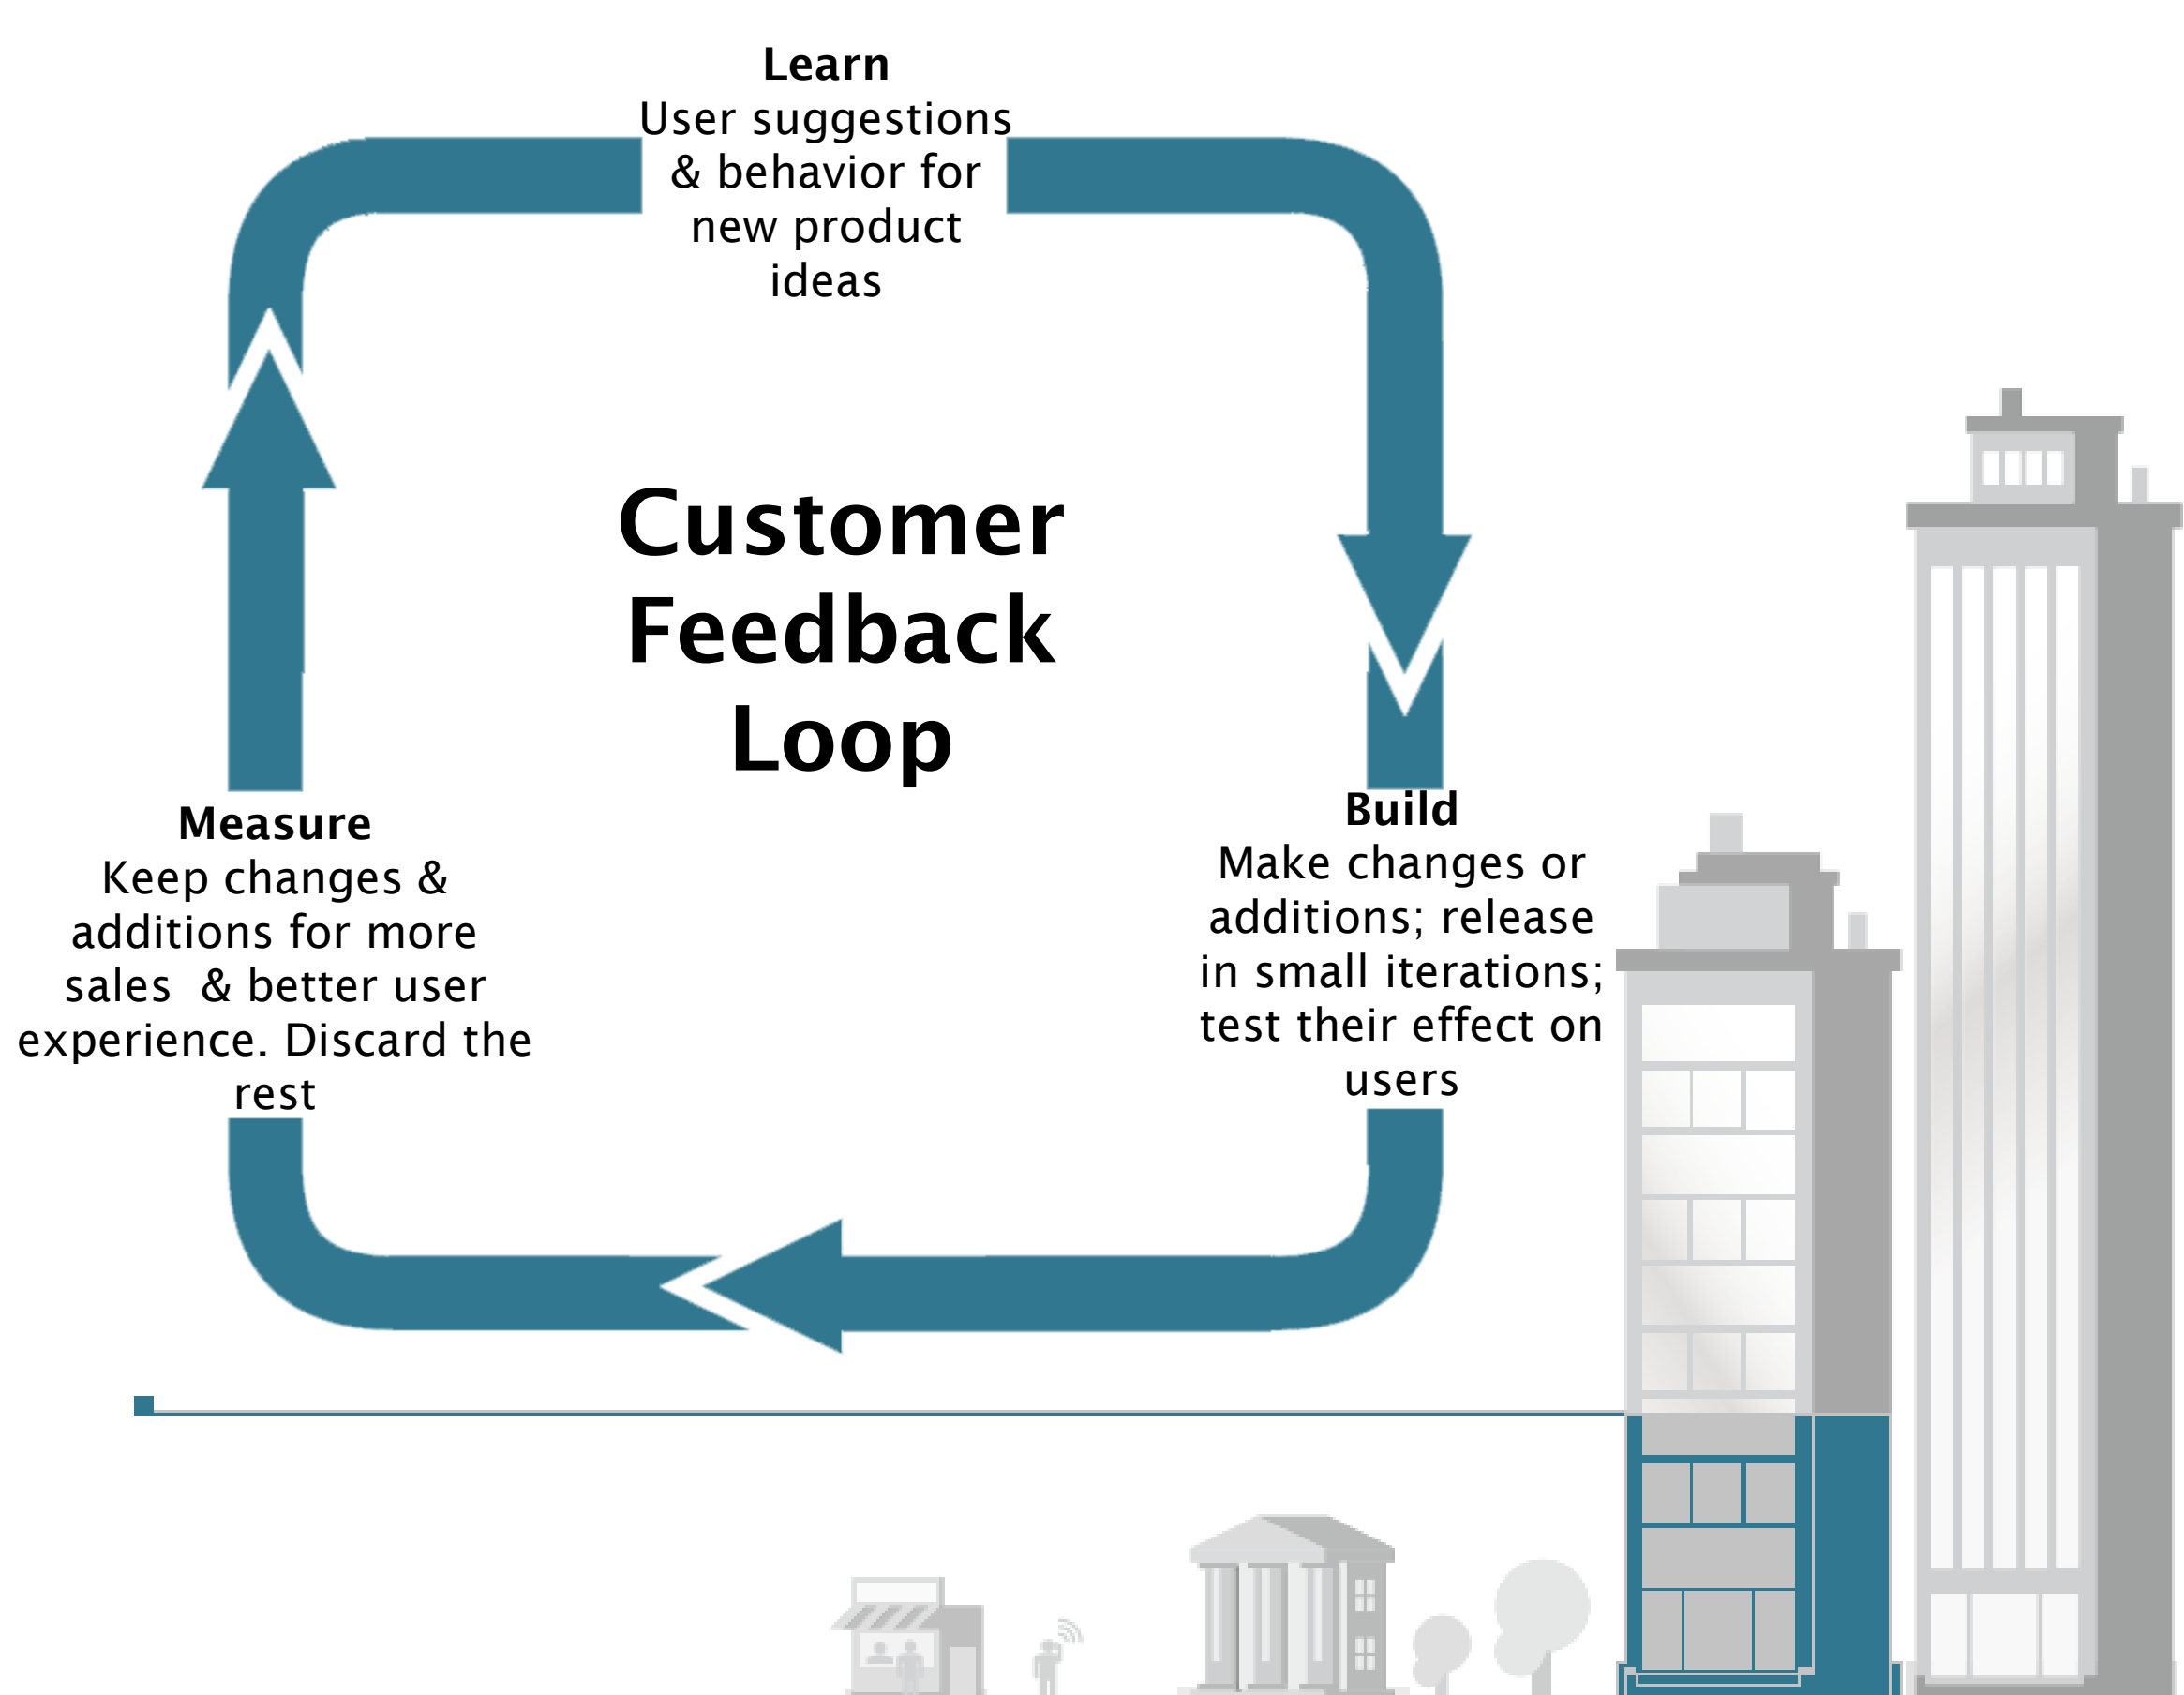 Learn
User suggestions
& behavior for
new product
ideas
Customer
Feedback
Loop
Measure
Keep changes &
additions for more
sales  & better user
experience. Discard the
rest
Build
Make changes or
additions; release
in small iterations;
test their effect on
users